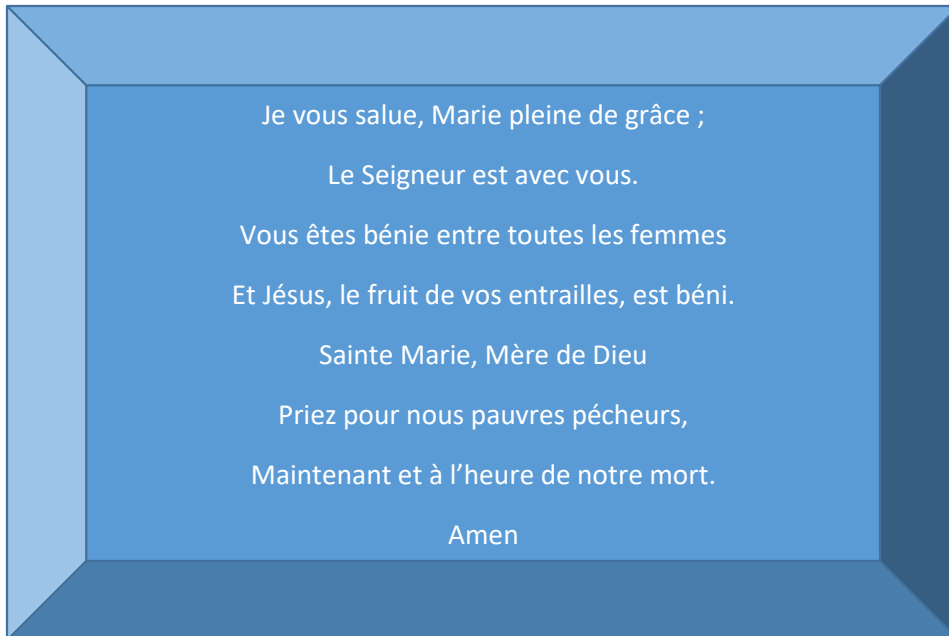 Je vous salue, Marie pleine de grâce ;
Le Seigneur est avec vous.
Vous êtes bénie entre toutes les femmes
Et Jésus, le fruit de vos entrailles, est béni.
Sainte Marie, Mère de Dieu
Priez pour nous pauvres pécheurs,
Maintenant et à l’heure de notre mort.
Amen